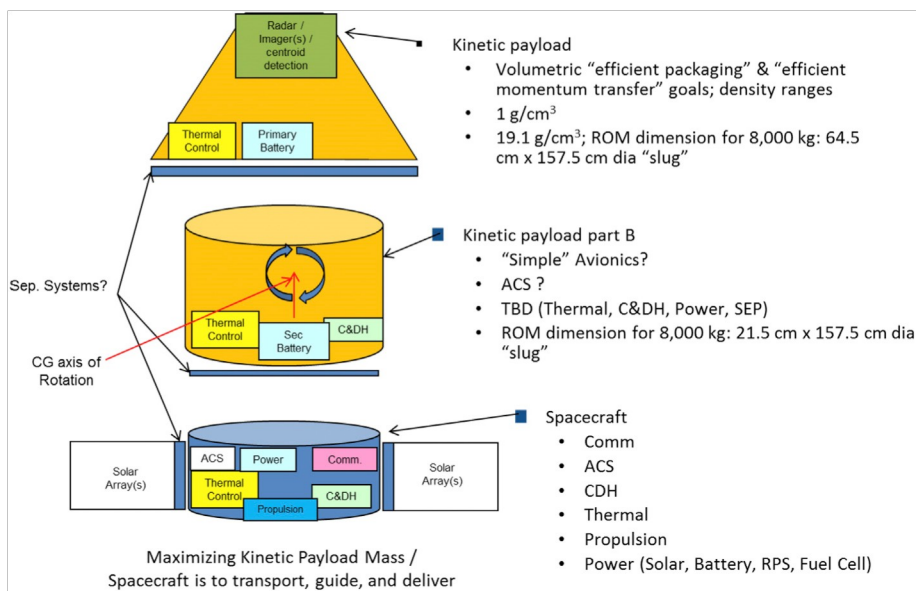 Radar /
Imager(s) /
centroid
detection
Thermal
Control
Primary
Battery
▪ Kinetic payload
• Volumetric “efficient packaging” & “efficient
momentum transfer” goals; density ranges
• 1 g/cm³
• 19.1 g/cm³; ROM dimension for 8,000 kg: 64.5
cm x 157.5 cm dia “slug”
Sep. Systems?
CG axis of
Rotation
Thermal
Control
Sec
Battery
C&DH
▪ Kinetic payload part B
• “Simple” Avionics?
• ACS ?
• TBD (Thermal, C&DH, Power, SEP)
• ROM dimension for 8,000 kg: 21.5 cm x 157.5 cm dia
“slug”
Solar
Array(s)
ACS
Power
Comm.
Thermal
Control
C&DH
Propulsion
Solar
Array(s)
▪ Spacecraft
• Comm
• ACS
• CDH
• Thermal
• Propulsion
• Power (Solar, Battery, RPS, Fuel Cell)
Maximizing Kinetic Payload Mass /
Spacecraft is to transport, guide, and deliver